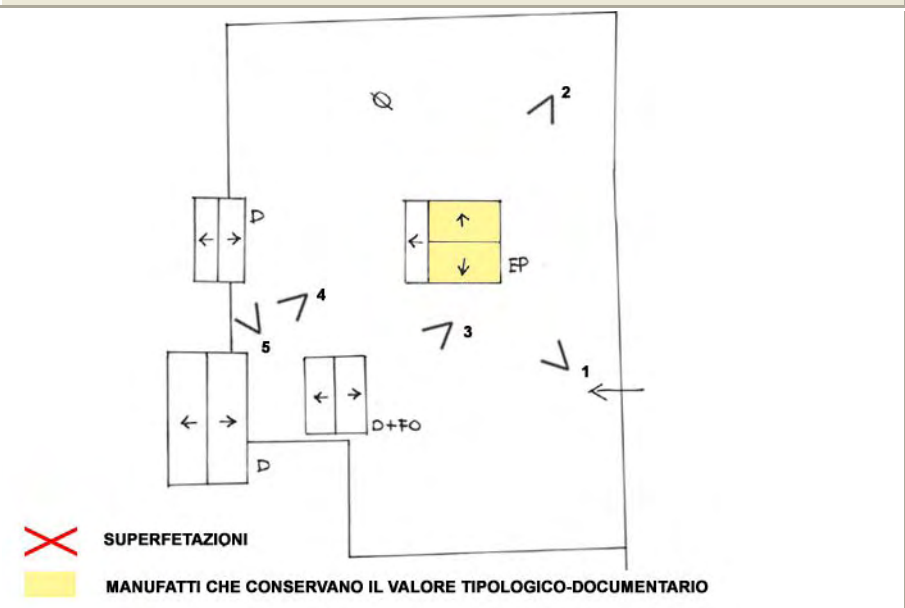 2
D
EP
4
3
5
1
D+FO
D
SUPERFETAZIONI
MANUFATTI CHE CONSERVANO IL VALORE TIPOLOGICO-DOCUMENTARIO